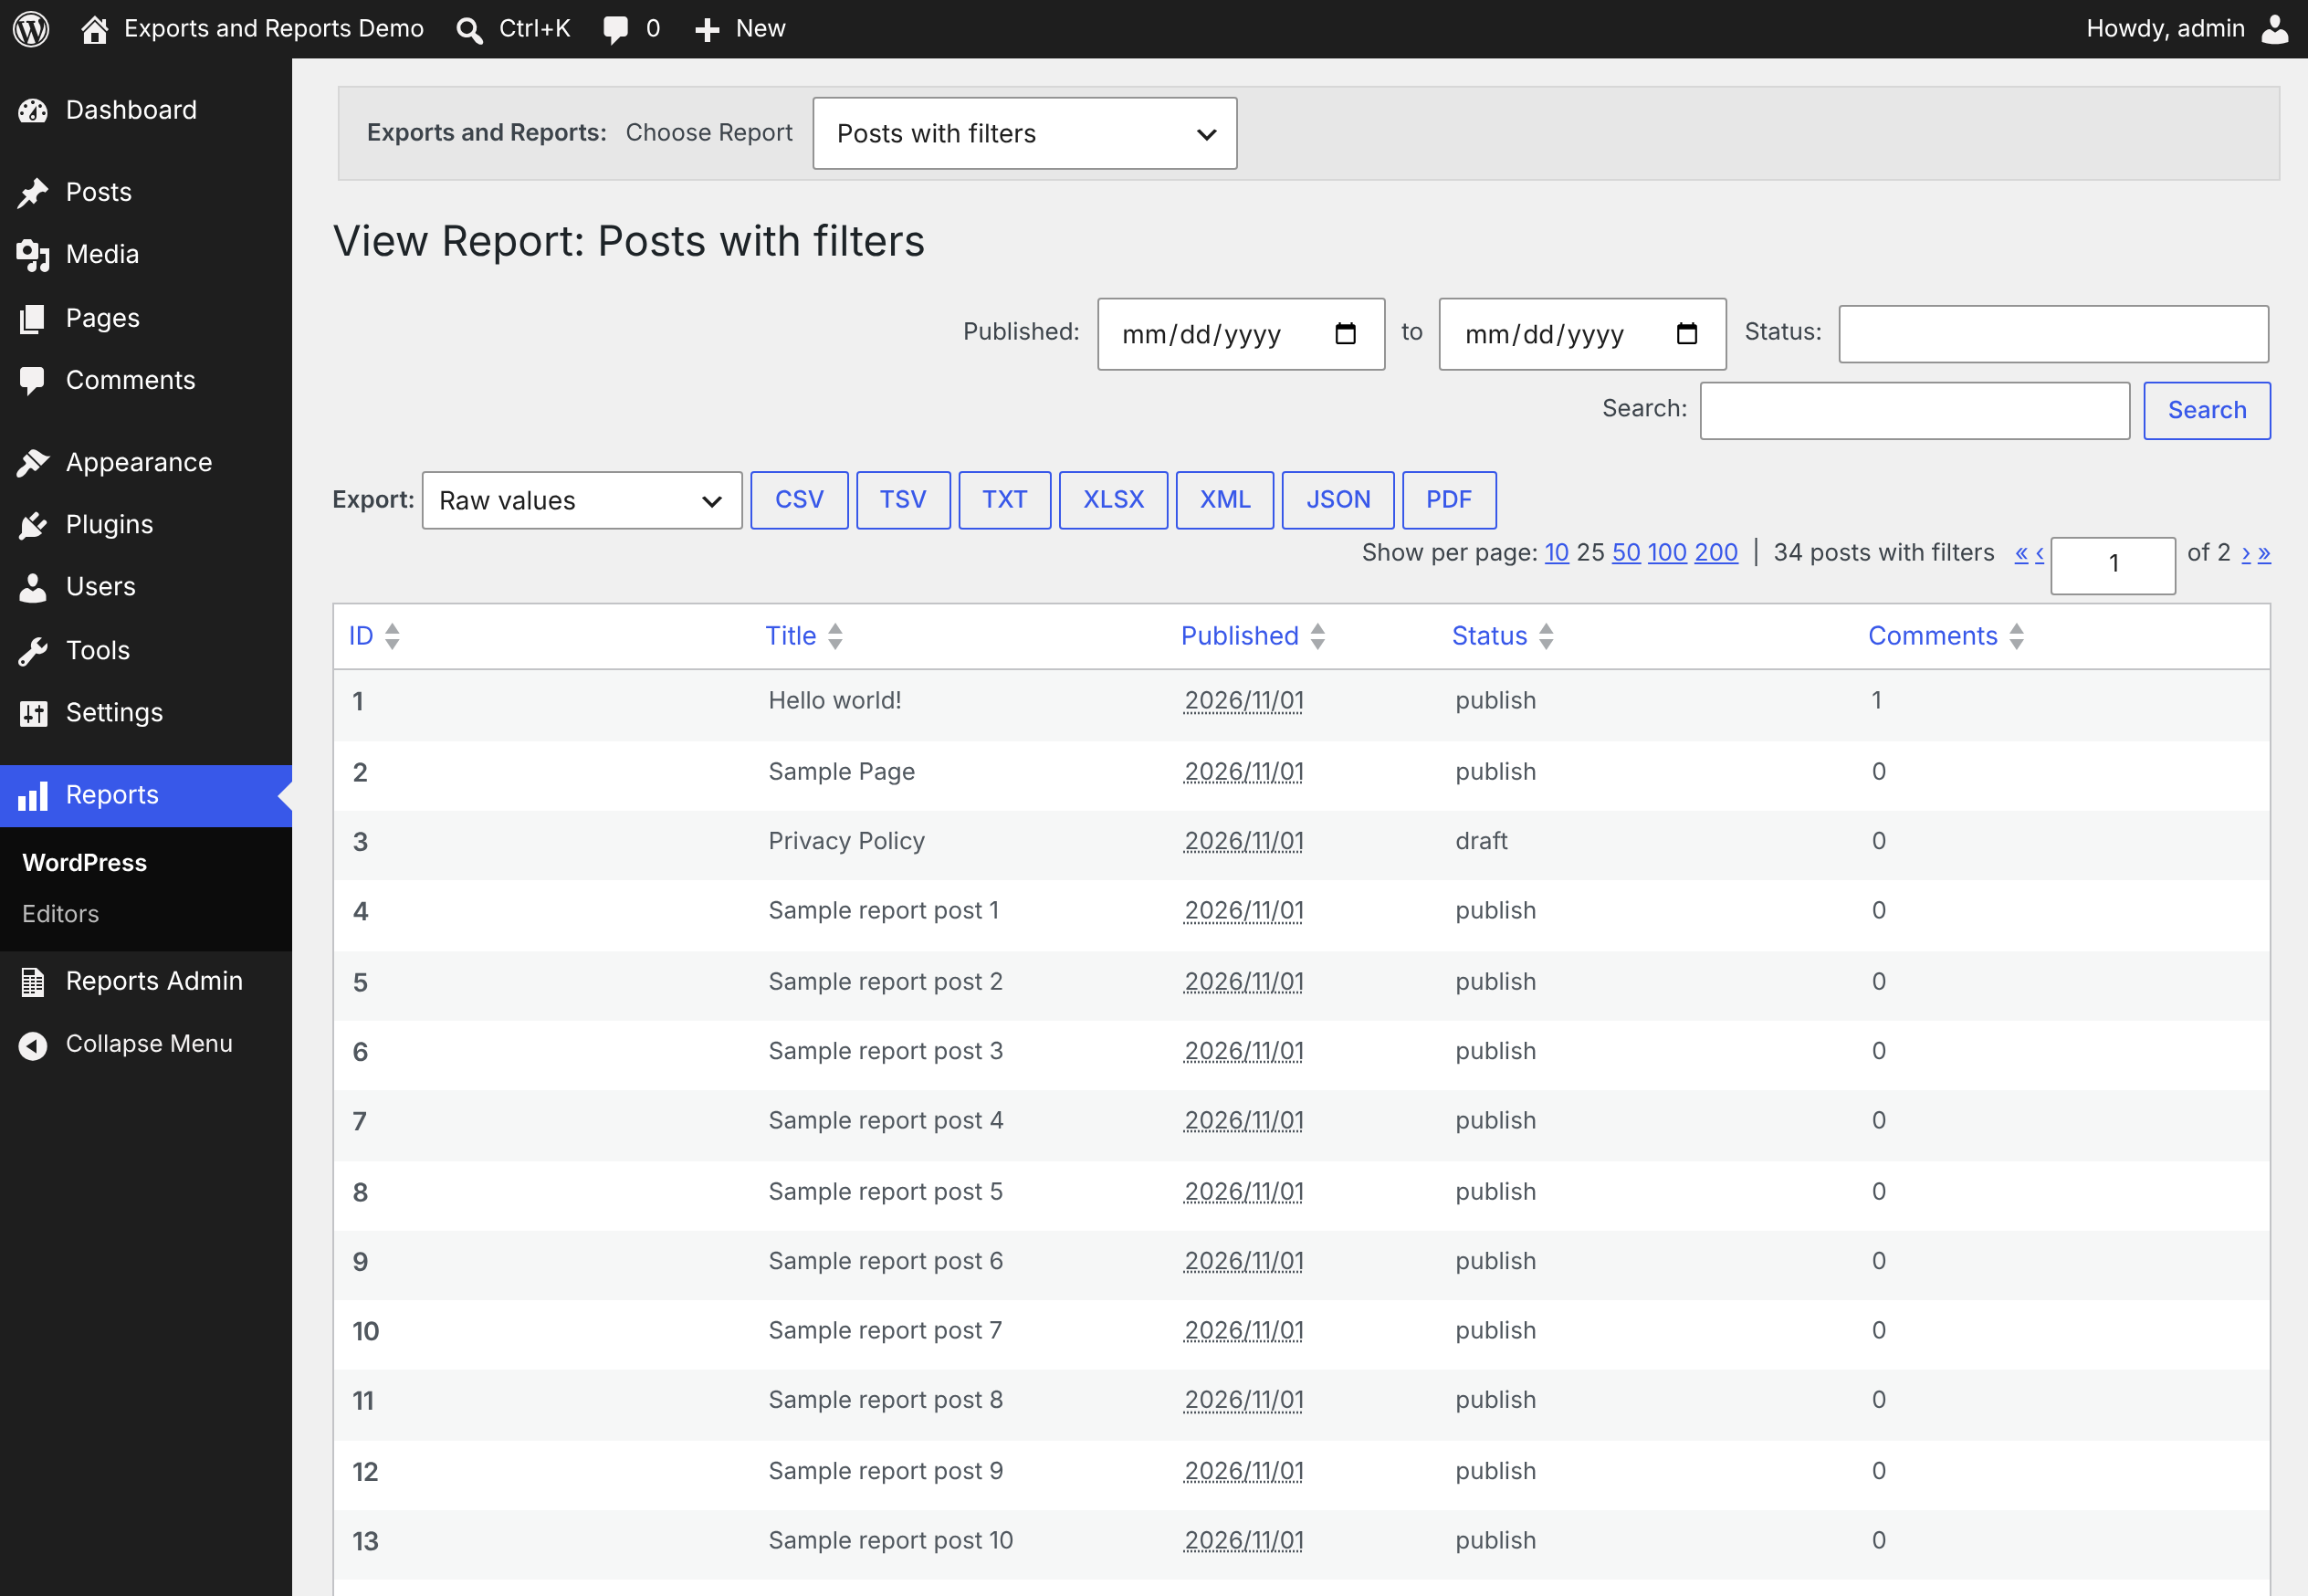 Exports and Reports Demo Ctrl+K 0 New Howdy, admin
Dashboard
Posts
Media
Pages
Comments
Appearance
Plugins
Users
Tools
Settings
Reports
WordPress
Editors
Reports Admin
Collapse Menu
Exports and Reports: Choose Report Posts with filters
View Report: Posts with filters
Published: mm/dd/yyyy to mm/dd/yyyy Status:
Search: Search
Export: Raw values CSV TSV TXT XLSX XML JSON PDF
Show per page: 10 25 50 100 200 | 34 posts with filters « ‹ 1 of 2 › »
ID Title Published Status Comments
1 Hello world! 2026/11/01 publish 1
2 Sample Page 2026/11/01 publish 0
3 Privacy Policy 2026/11/01 draft 0
4 Sample report post 1 2026/11/01 publish 0
5 Sample report post 2 2026/11/01 publish 0
6 Sample report post 3 2026/11/01 publish 0
7 Sample report post 4 2026/11/01 publish 0
8 Sample report post 5 2026/11/01 publish 0
9 Sample report post 6 2026/11/01 publish 0
10 Sample report post 7 2026/11/01 publish 0
11 Sample report post 8 2026/11/01 publish 0
12 Sample report post 9 2026/11/01 publish 0
13 Sample report post 10 2026/11/01 publish 0